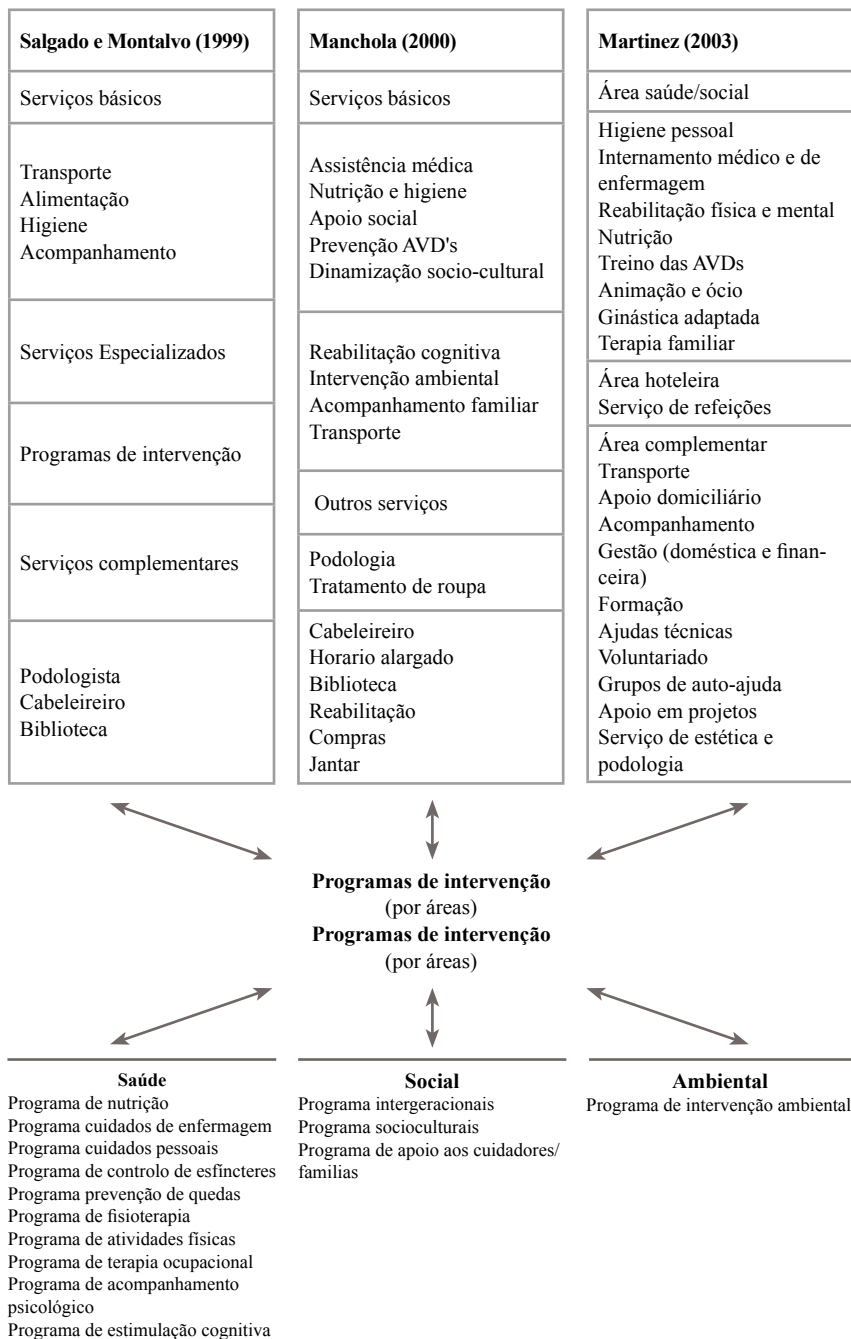 Salgado e Montalvo (1999)
Serviços básicos
Transporte
Alimentação
Higiene
Acompanhamento
Serviços Especializados
Programas de intervenção
Serviços complementares
Podologista
Cabeleireiro
Biblioteca
Manchola (2000)
Serviços básicos
Assistência médica
Nutrição e higiene
Apoio social
Prevenção AVD's
Dinamização socio-cultural
Reabilitação cognitiva
Intervenção ambiental
Acompanhamento familiar
Transporte
Outros serviços
Podologia
Tratamento de roupa
Cabeleireiro
Horario alargado
Biblioteca
Reabilitação
Compras
Jantar
Martinez (2003)
Área saúde/social
Higiene pessoal
Internamento médico e de
enfermagem
Reabilitação física e mental
Nutrição
Treino das AVDs
Animação e ócio
Ginástica adaptada
Terapia familiar
Área hoteleira
Serviço de refeições
Área complementar
Transporte
Apoio domiciliário
Acompanhamento
Gestão (doméstica e finan-
ceira)
Formação
Ajudas técnicas
Voluntariado
Grupos de auto-ajuda
Apoio em projetos
Serviço de estética e
podologia
Programas de intervenção
(por áreas)
Programas de intervenção
(por áreas)
Saúde
Programa de nutrição
Programa cuidados de enfermagem
Programa cuidados pessoais
Programa de controlo de esfíncteres
Programa prevenção de quedas
Programa de fisioterapia
Programa de atividades físicas
Programa de terapia ocupacional
Programa de acompanhamento
psicológico
Programa de estimulação cognitiva
Social
Programa intergeracionais
Programa socioculturais
Programa de apoio aos cuidadores/
familias
Ambiental
Programa de intervenção ambiental